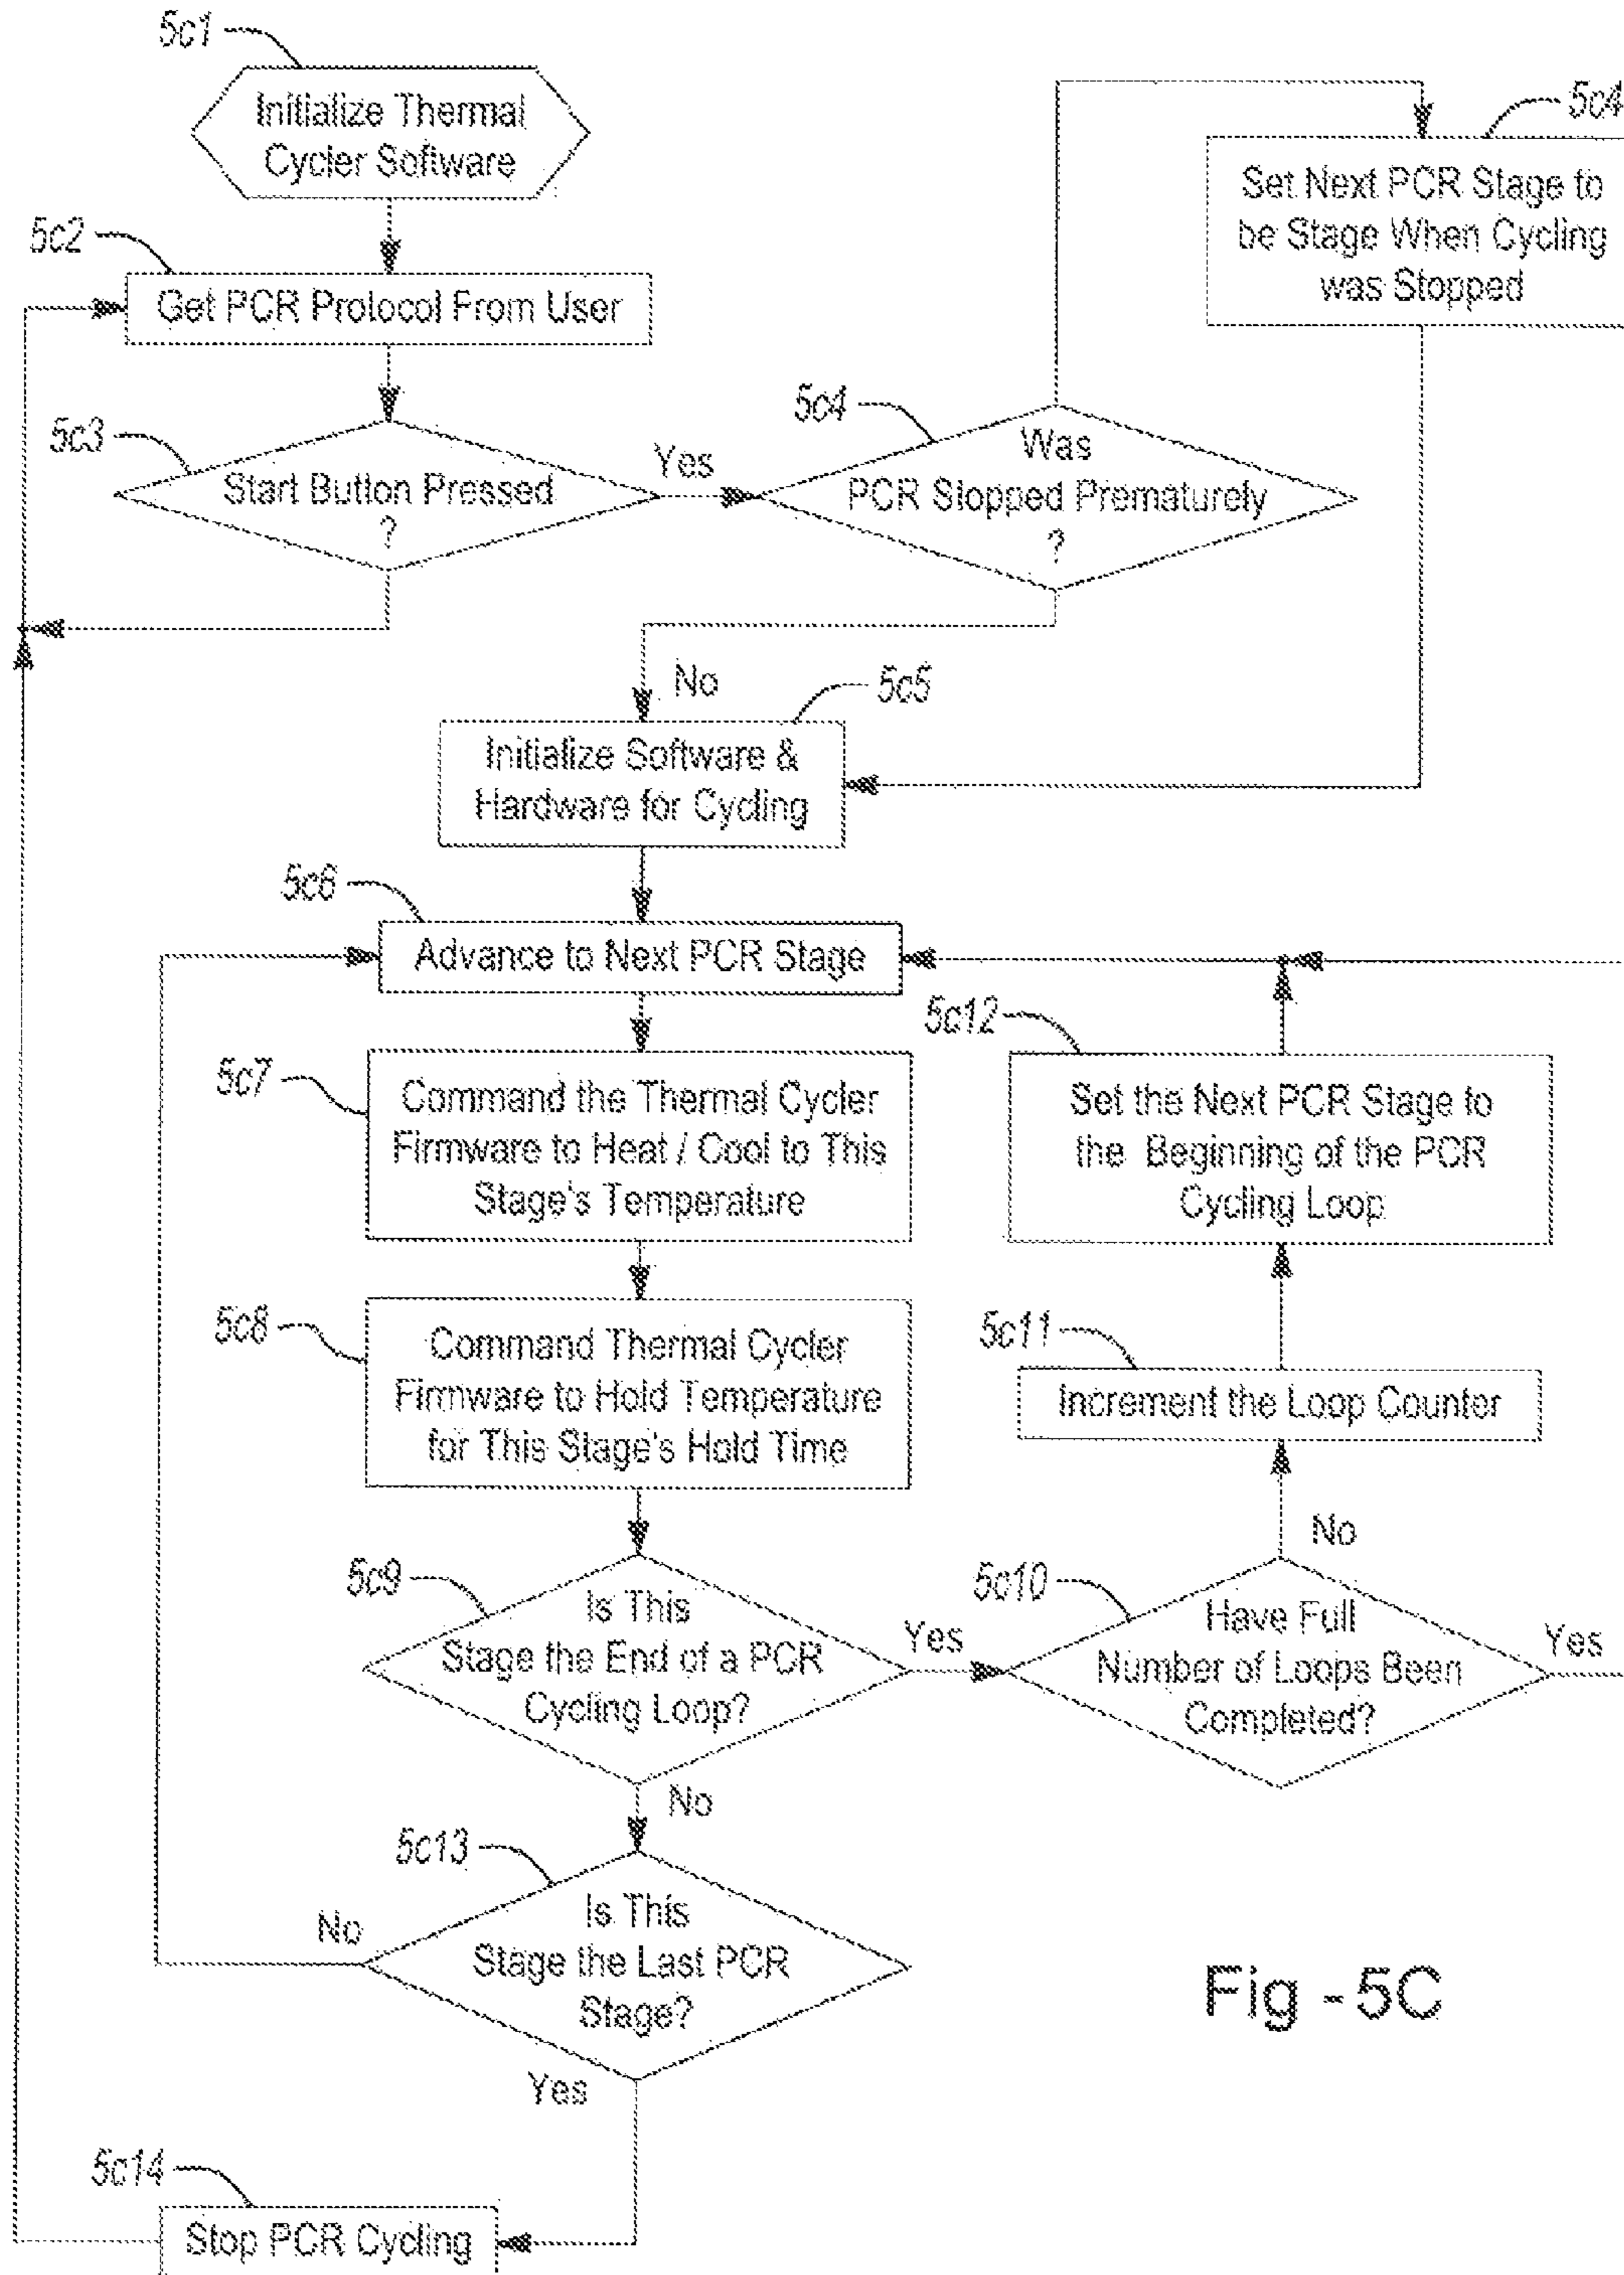 5c1
Initialize Thermal
Cycler Software
5c4
Set Next PCR Stage to
be Stage When Cycling
was Stopped
5c2
Get PCR Protocol From User
5c3
Start Button Pressed
?
Yes
5c4
Was
PCR Stopped Prematurely
?
No
5c5
Initialize Software &
Hardware for Cycling
5c6
Advance to Next PCR Stage
5c7
Command the Thermal Cycler
Firmware to Heat / Cool to This
Stage's Temperature
5c12
Set the Next PCR Stage to
the Beginning of the PCR
Cycling Loop
5c8
Command Thermal Cycler
Firmware to Hold Temperature
for This Stage's Hold Time
5c11
Increment the Loop Counter
No
5c9
Is This
Stage the End of a PCR
Cycling Loop?
Yes
5c10
Have Full
Number of Loops Been
Completed?
Yes
No
5c13
Is This
Stage the Last PCR
Stage?
No
Yes
5c14
Stop PCR Cycling
Fig - 5C